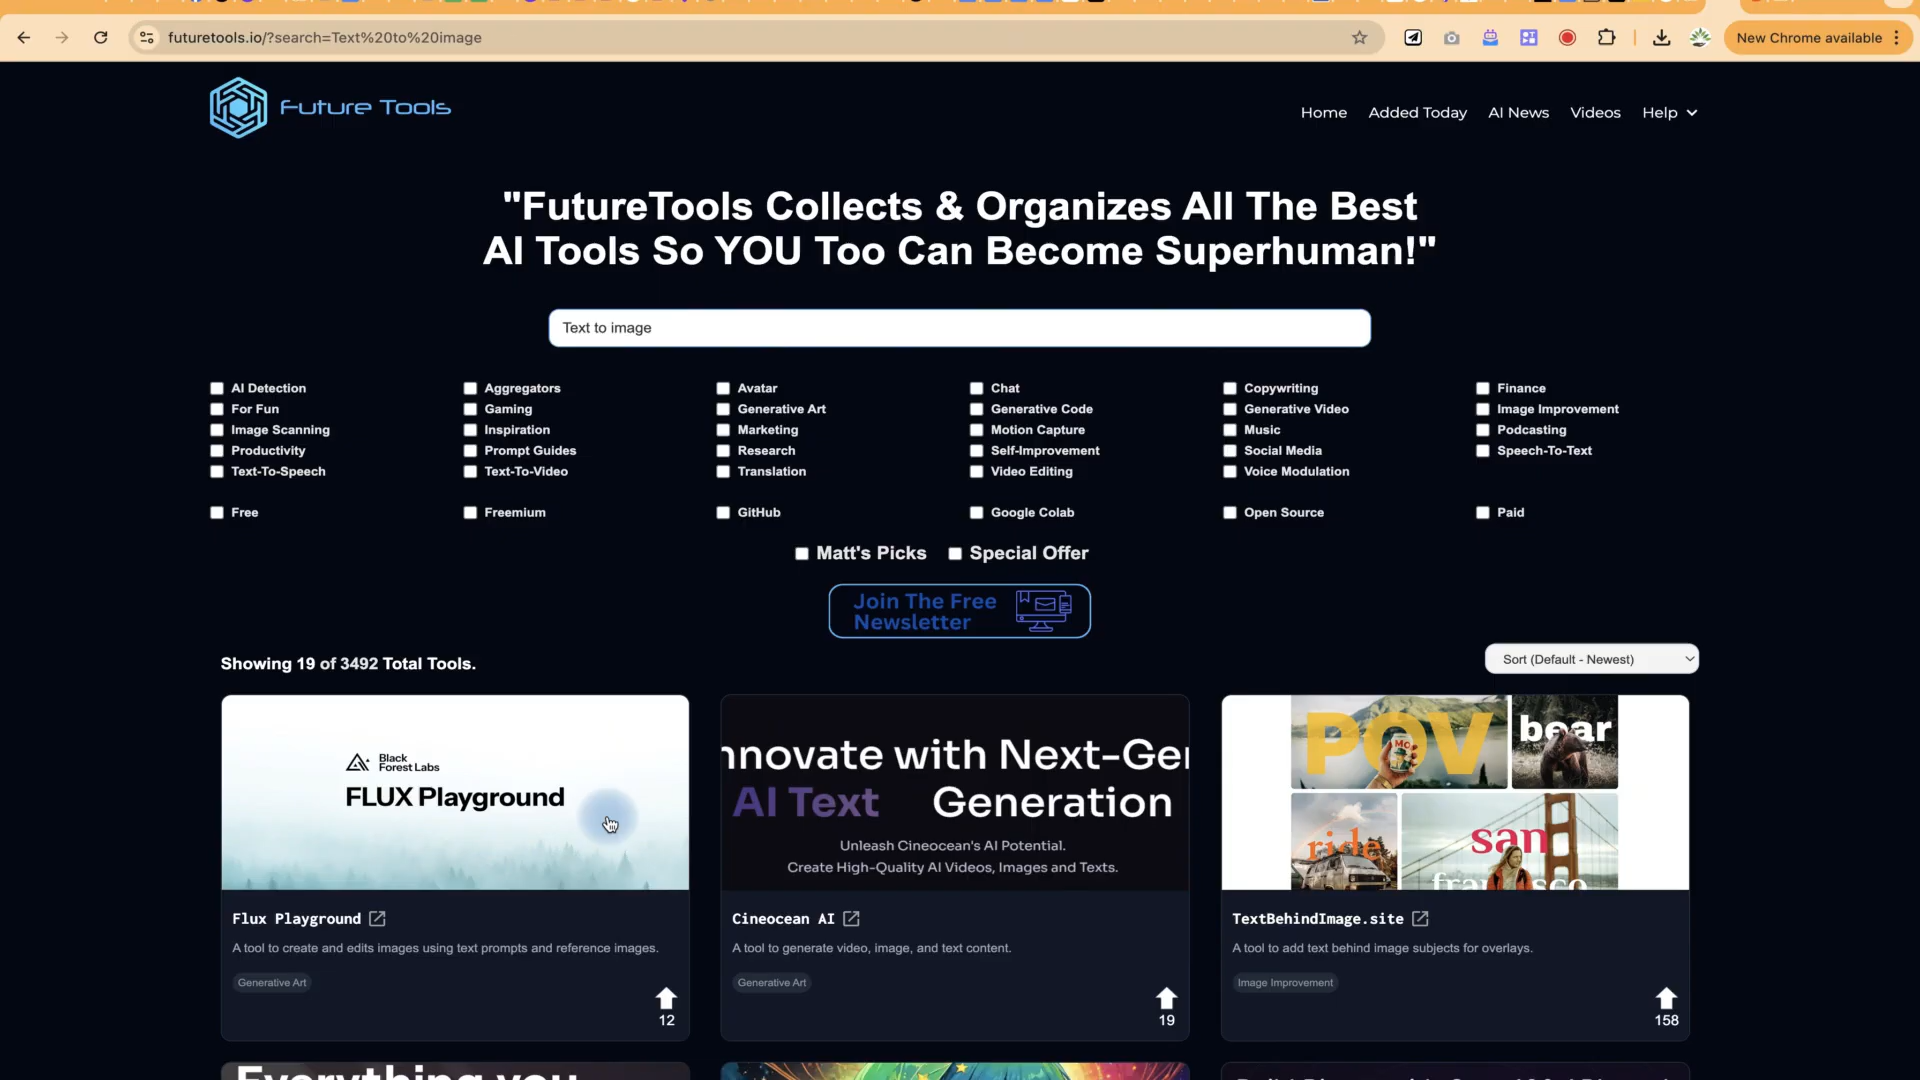 futuretools.io/?search=Text%20to%20image
New Chrome available
Future Tools
Home Added Today AI News Videos Help
"FutureTools Collects & Organizes All The Best
AI Tools So YOU Too Can Become Superhuman!"
Text to image
AI Detection Aggregators Avatar Chat Copywriting Finance
For Fun Gaming Generative Art Generative Code Generative Video Image Improvement
Image Scanning Inspiration Marketing Motion Capture Music Podcasting
Productivity Prompt Guides Research Self-Improvement Social Media Speech-To-Text
Text-To-Speech Text-To-Video Translation Video Editing Voice Modulation
Free Freemium GitHub Google Colab Open Source Paid
Matt's Picks Special Offer
Join The Free
Newsletter
Showing 19 of 3492 Total Tools.
Sort (Default - Newest)
Black
Forest Labs
FLUX Playground
Flux Playground
A tool to create and edits images using text prompts and reference images.
Generative Art
12
nnovate with Next-Ge
AI Text Generation
Unleash Cineocean's AI Potential.
Create High-Quality AI Videos, Images and Texts.
Cineocean AI
A tool to generate video, image, and text content.
Generative Art
19
POV
bear
ride
san
francisco
TextBehindImage.site
A tool to add text behind image subjects for overlays.
Image Improvement
158
Everything you